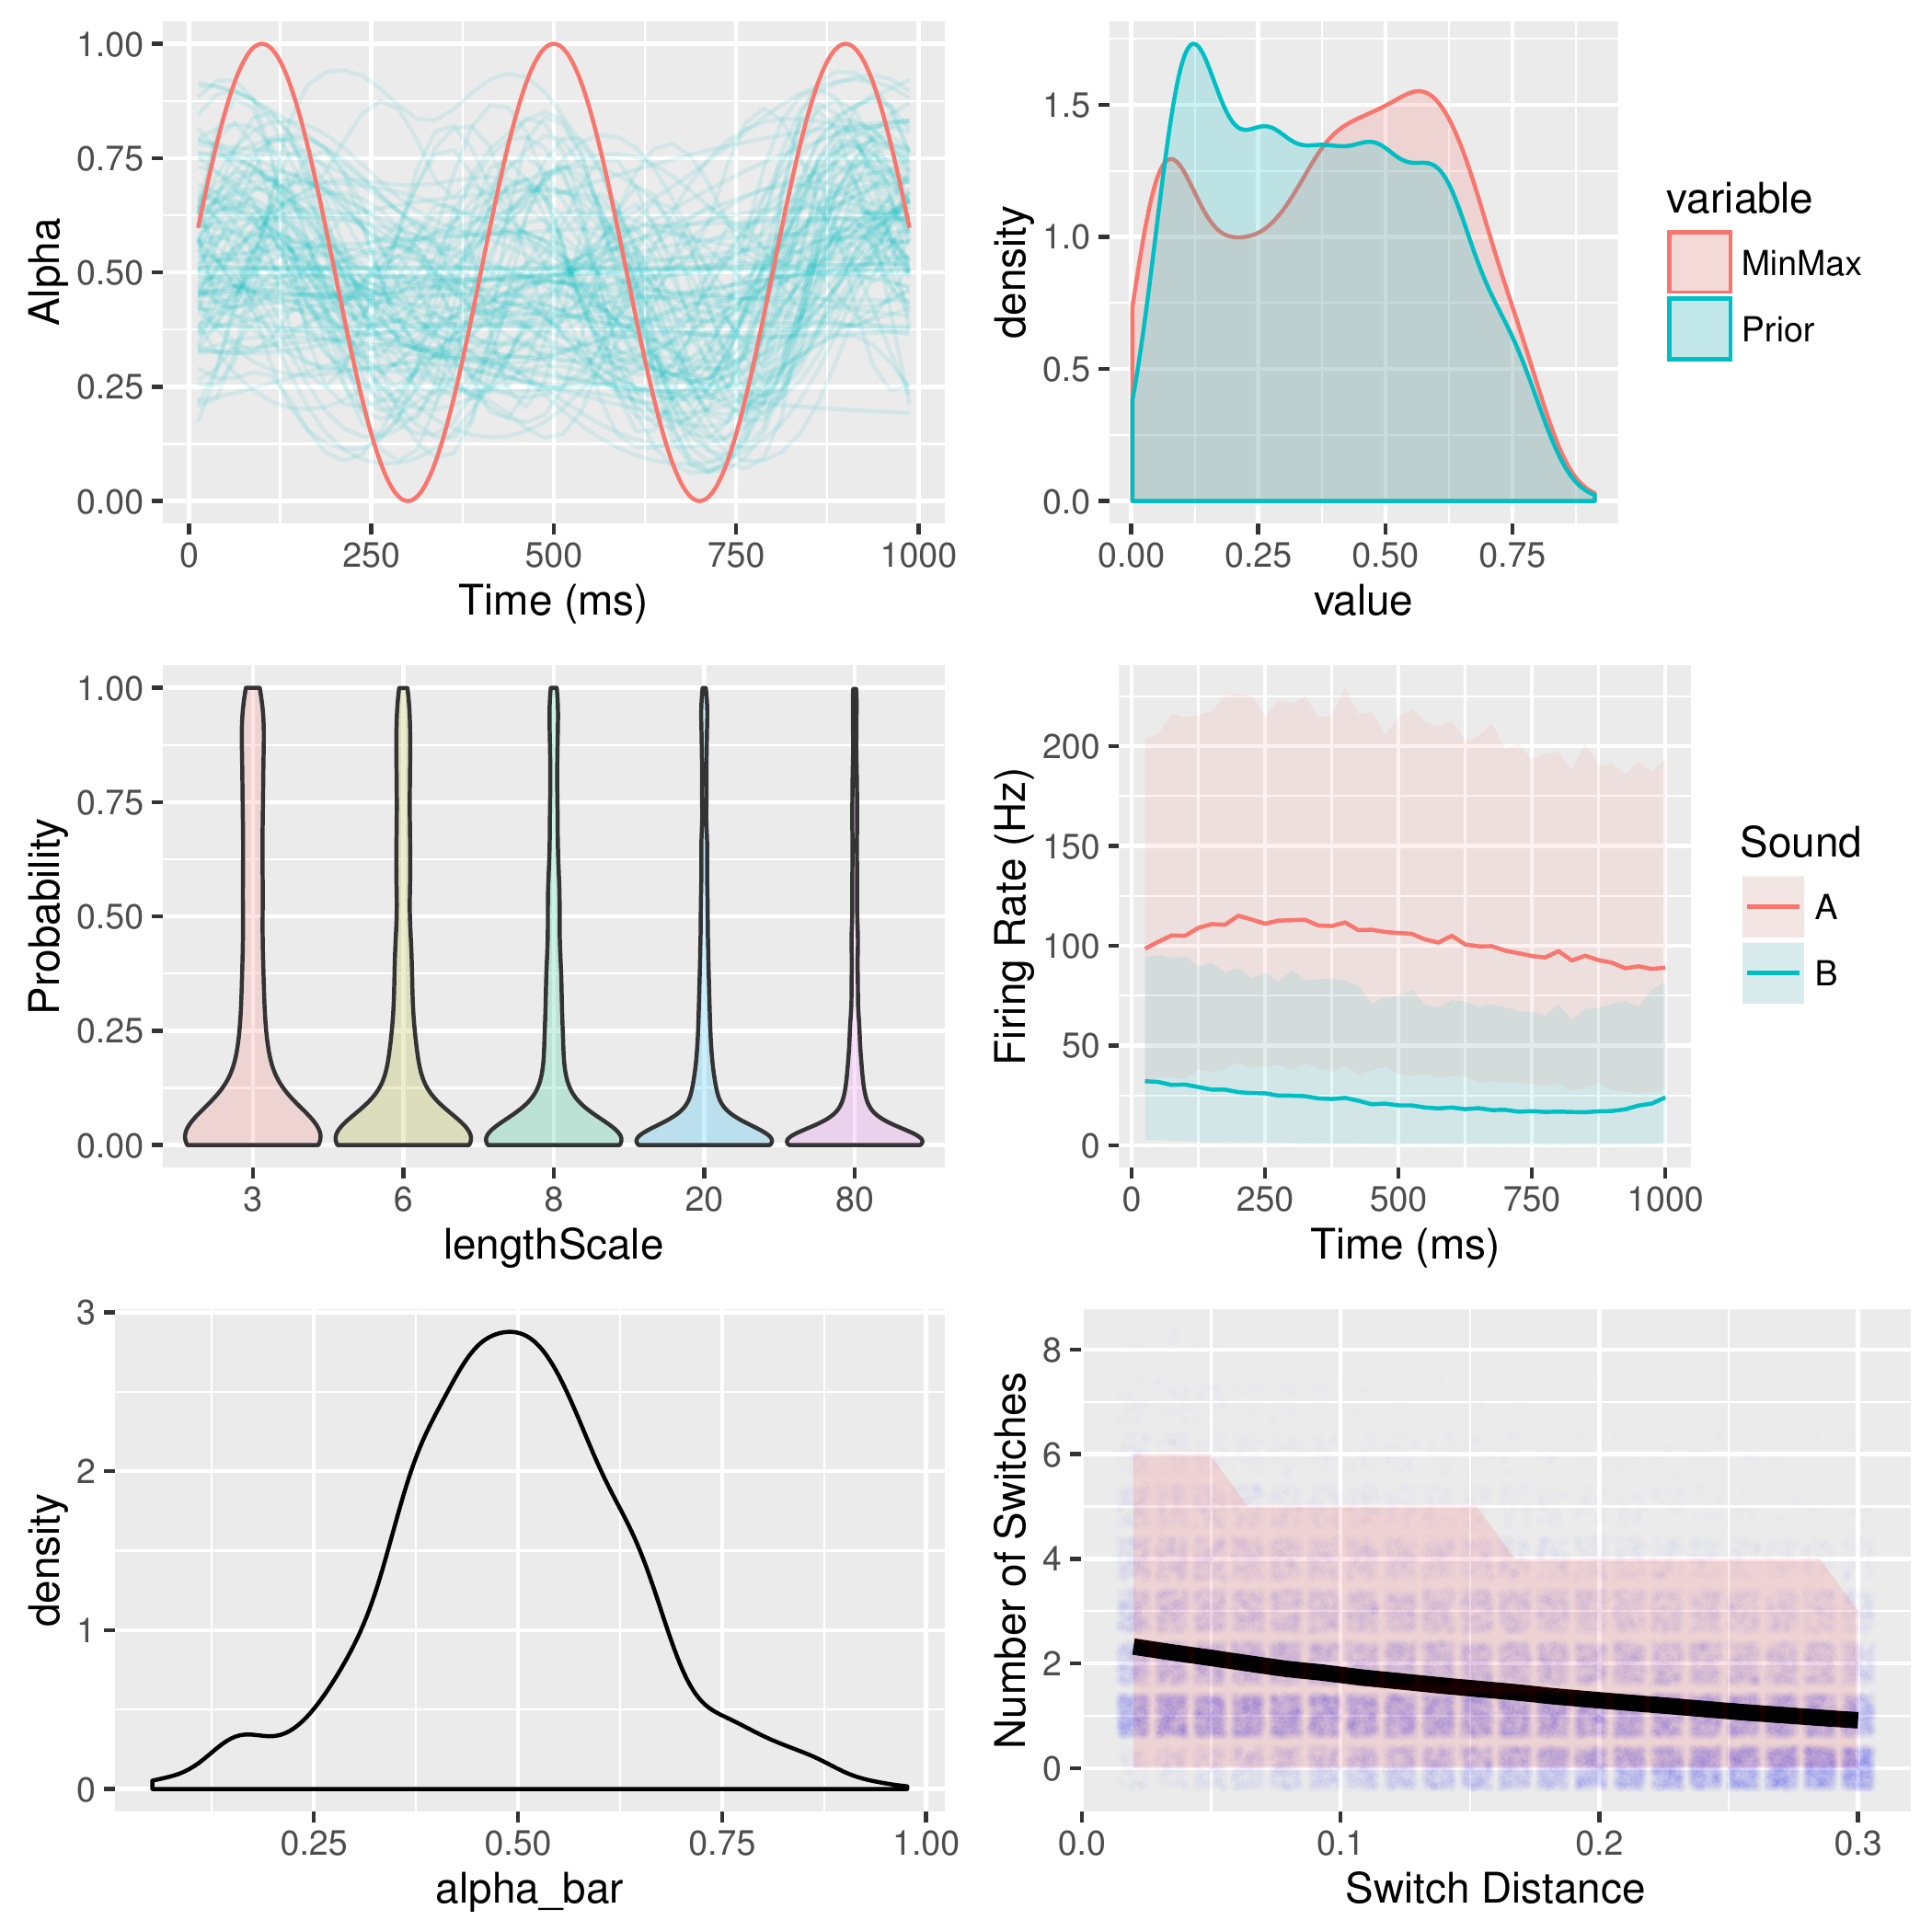 1.00
0.75
0.50
0.25
0.00
Alpha
0 250 500 750 1000
Time (ms)
1.5
1.0
0.5
0.0
density
0.00 0.25 0.50 0.75
value
variable
MinMax
Prior
1.00
0.75
0.50
0.25
0.00
Probability
3 6 8 20 80
lengthScale
200
150
100
50
0
Firing Rate (Hz)
0 250 500 750 1000
Time (ms)
Sound
A
B
3
2
1
0
density
0.25 0.50 0.75 1.00
alpha_bar
8
6
4
2
0
Number of Switches
0.0 0.1 0.2 0.3
Switch Distance